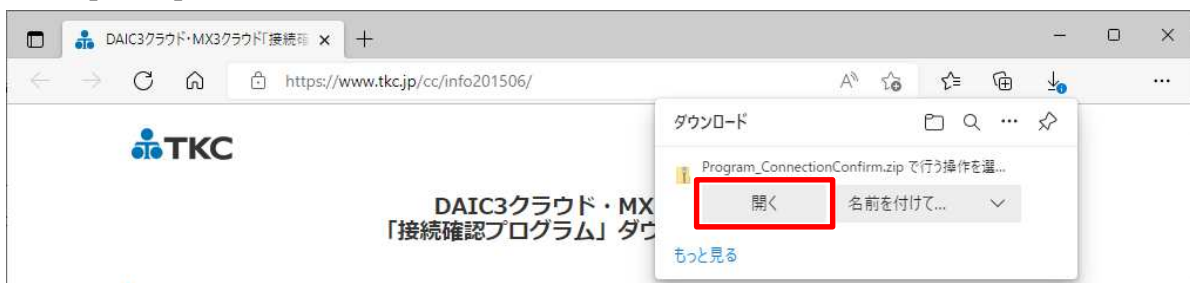 DAIC3クラウド・MX3クラウド「接続確
https://www.tkc.jp/cc/info201506/
ダウンロード
TKC
Program_ConnectionConfirm.zip で行う操作を選...
開く
名前を付けて...
DAIC3クラウド・MX
「接続確認プログラム」ダウ
もっと見る